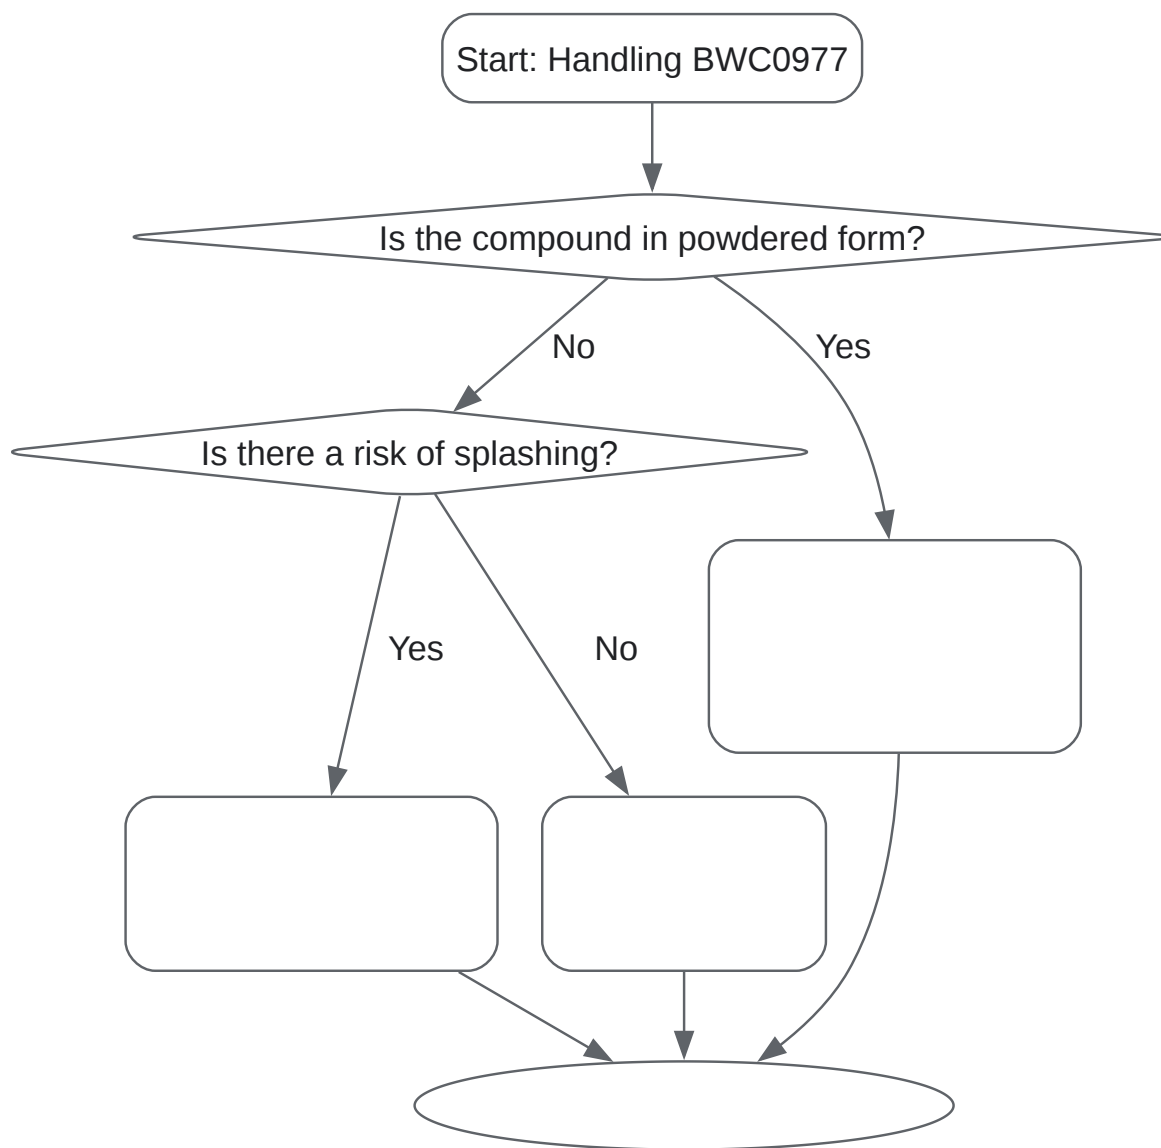 Start: Handling BWC0977
Is the compound in powdered form?
No
Yes
Is there a risk of splashing?
Yes
No